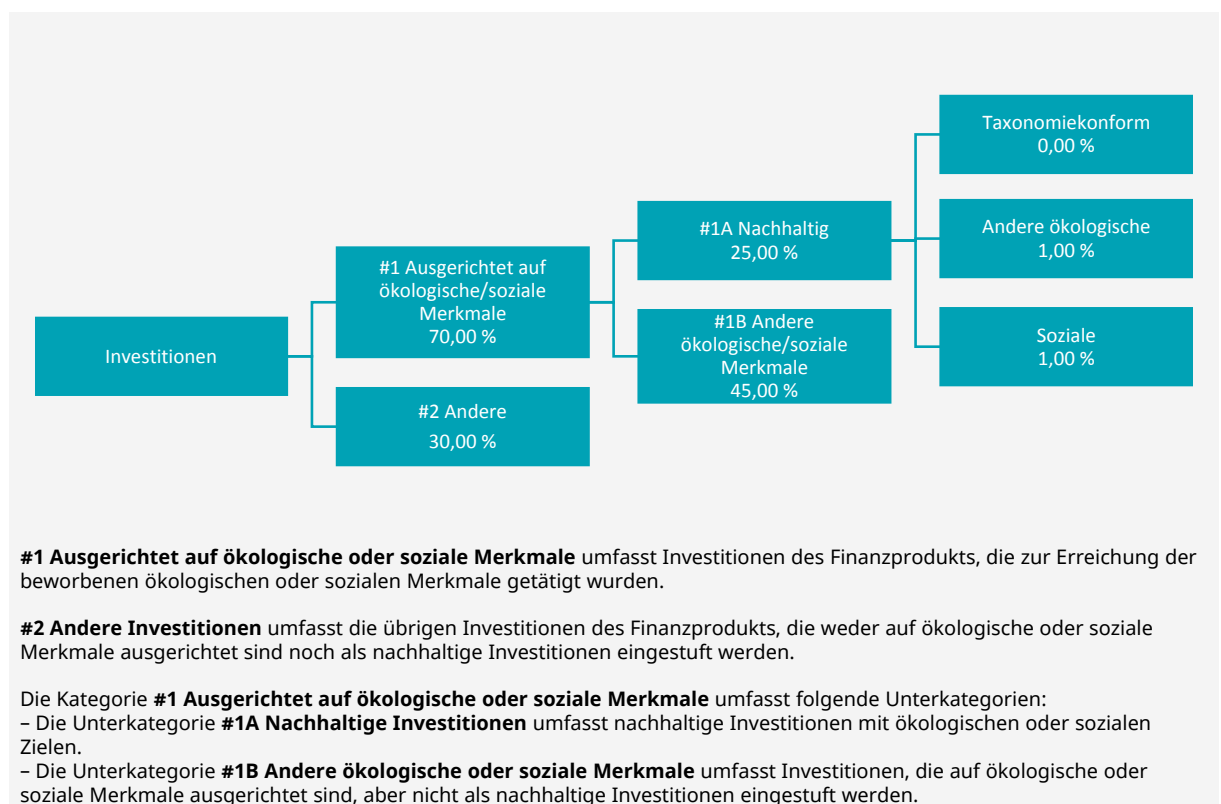 Investitionen
#1 Ausgerichtet auf
ökologische/soziale
Merkmale
70,00 %
#2 Andere
30,00 %
#1A Nachhaltig
25,00 %
#1B Andere
ökologische/soziale
Merkmale
45,00 %
Taxonomiekonform
0,00 %
Andere ökologische
1,00 %
Soziale
1,00 %
#1 Ausgerichtet auf ökologische oder soziale Merkmale umfasst Investitionen des Finanzprodukts, die zur Erreichung der
beworbenen ökologischen oder sozialen Merkmale getätigt wurden.
#2 Andere Investitionen umfasst die übrigen Investitionen des Finanzprodukts, die weder auf ökologische oder soziale
Merkmale ausgerichtet sind noch als nachhaltige Investitionen eingestuft werden.
Die Kategorie #1 Ausgerichtet auf ökologische oder soziale Merkmale umfasst folgende Unterkategorien:
– Die Unterkategorie #1A Nachhaltige Investitionen umfasst nachhaltige Investitionen mit ökologischen oder sozialen
Zielen.
– Die Unterkategorie #1B Andere ökologische oder soziale Merkmale umfasst Investitionen, die auf ökologische oder
soziale Merkmale ausgerichtet sind, aber nicht als nachhaltige Investitionen eingestuft werden.